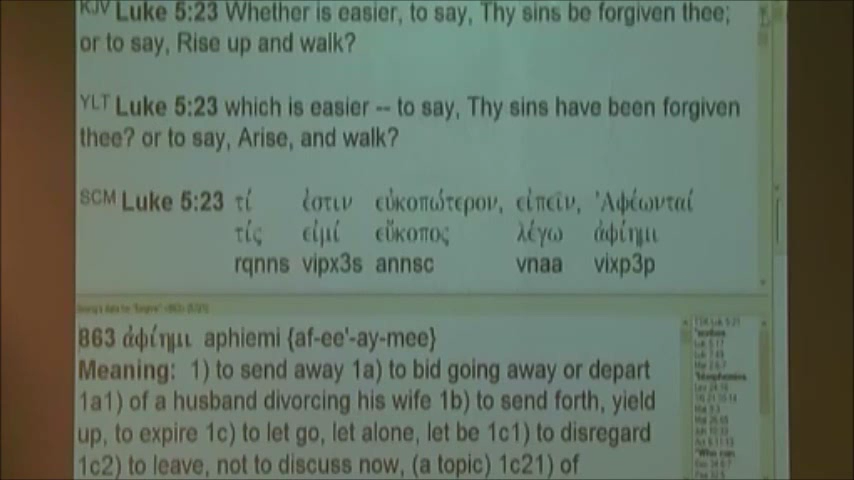 KJV Luke 5:23 Whether is easier, to say, Thy sins be forgiven thee;
or to say, Rise up and walk?
YLT Luke 5:23 which is easier -- to say, Thy sins have been forgiven
thee? or to say, Arise, and walk?
SCM Luke 5:23 τί ἐστιν εὐκοπώτερον, εἰπεῖν, Ἀφέωνταί
τίς εἰμί εὔκοπος λέγω ἀφίημι
rqnns vipx3s annsc vnaa vixp3p
863 ἀφίημι aphiemi {af-ee'-ay-mee}
Meaning: 1) to send away 1a) to bid going away or depart
1a1) of a husband divorcing his wife 1b) to send forth, yield
up, to expire 1c) to let go, let alone, let be 1c1) to disregard
1c2) to leave, not to discuss now, (a topic) 1c21) of